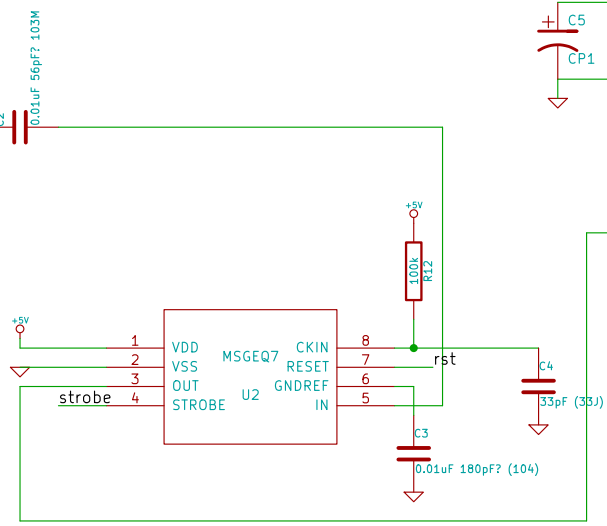 C5
CP1
0.01uF 56pF? 103M
C2
+5V
100k
R12
+5V
1 VDD
2 VSS
3 OUT
4 STROBE
strobe
MSGEQ7
U2
CKIN 8
RESET 7
GNDREF 6
IN 5
rst
C4
33pF (33J)
C3
0.01uF 180pF? (104)